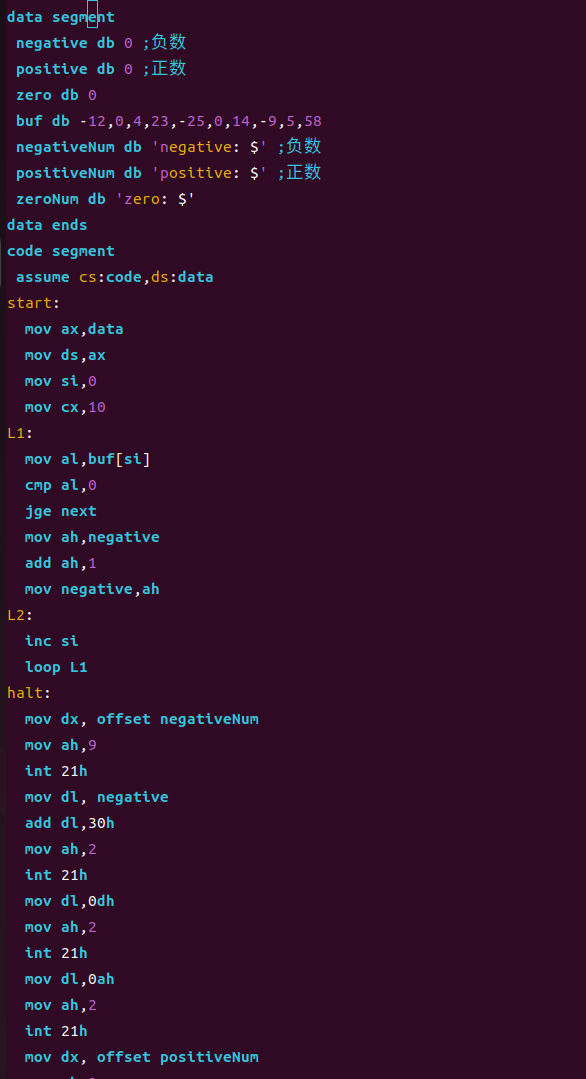 data segment
negative db 0 ;负数
positive db 0 ;正数
zero db 0
buf db -12,0,4,23,-25,0,14,-9,5,58
negativeNum db 'negative: $' ;负数
positiveNum db 'positive: $' ;正数
zeroNum db 'zero: $'
data ends
code segment
assume cs:code,ds:data
start:
mov ax,data
mov ds,ax
mov si,0
mov cx,10
L1:
mov al,buf[si]
cmp al,0
jge next
mov ah,negative
add ah,1
mov negative,ah
L2:
inc si
loop L1
halt:
mov dx, offset negativeNum
mov ah,9
int 21h
mov dl, negative
add dl,30h
mov ah,2
int 21h
mov dl,0dh
mov ah,2
int 21h
mov dl,0ah
mov ah,2
int 21h
mov dx, offset positiveNum